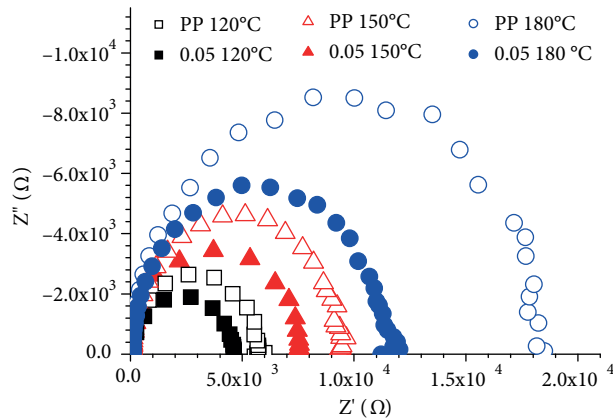 PP 120°C PP 150°C PP 180°C
0.05 120°C 0.05 150°C 0.05 180 °C
−1.0x10⁴
−8.0x10³
−6.0x10³
−4.0x10³
−2.0x10³
0.0
Z" (Ω)
0.0 5.0x10³ 1.0x10⁴ 1.5x10⁴ 2.0x10⁴
Z' (Ω)